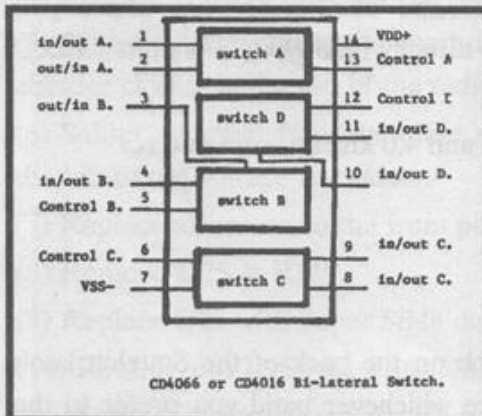 in/out A. 1 14 VDD+
switch A
out/in A. 2 13 Control A
out/in B. 3 12 Control D
switch D
11 in/out D.
in/out B. 4 10 in/out D.
switch B
Control B. 5
Control C. 6 9 in/out C.
switch C
VSS- 7 8 in/out C.
CD4066 or CD4016 Bi-lateral Switch.